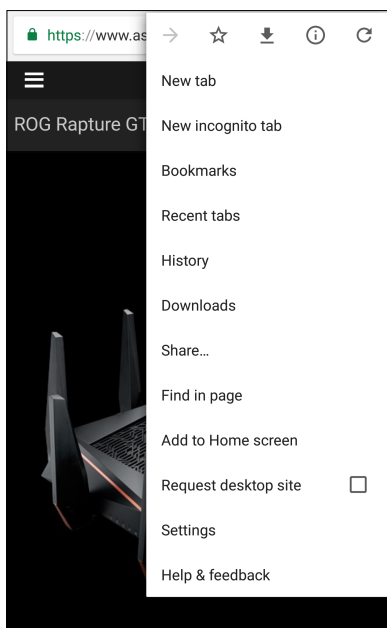 https://www.as
New tab
ROG Rapture GT
New incognito tab
Bookmarks
Recent tabs
History
Downloads
Share...
Find in page
Add to Home screen
Request desktop site
Settings
Help & feedback